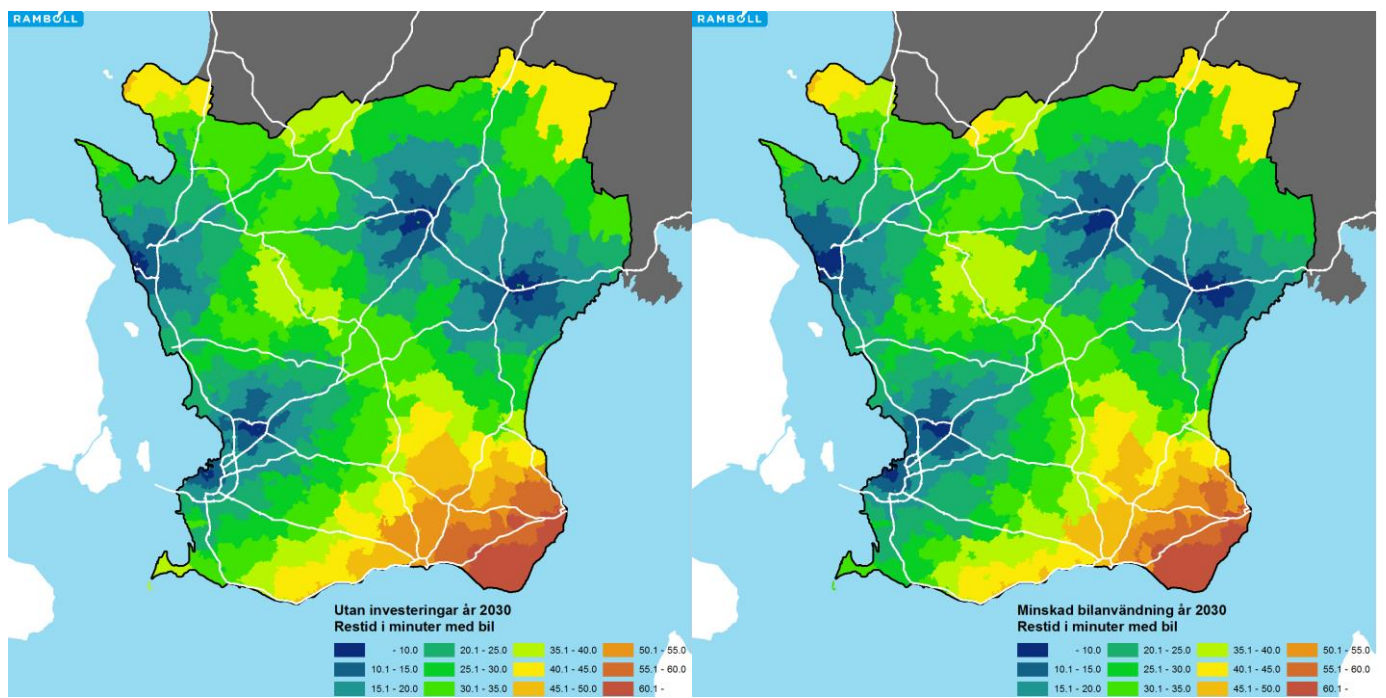 RAMBOLL
Utan investeringar år 2030
Restid i minuter med bil
- 10.0 20.1 - 25.0 35.1 - 40.0 50.1 - 55.0
10.1 - 15.0 25.1 - 30.0 40.1 - 45.0 55.1 - 60.0
15.1 - 20.0 30.1 - 35.0 45.1 - 50.0 60.1 -
RAMBOLL
Minskad bilanvändning år 2030
Restid i minuter med bil
- 10.0 20.1 - 25.0 35.1 - 40.0 50.1 - 55.0
10.1 - 15.0 25.1 - 30.0 40.1 - 45.0 55.1 - 60.0
15.1 - 20.0 30.1 - 35.0 45.1 - 50.0 60.1 -